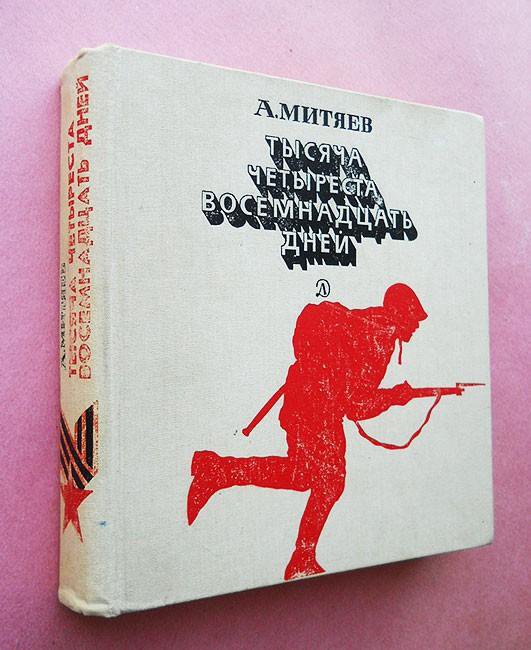 А.МИТЯЕВ
ТЫСЯЧА
ЧЕТЫРЕСТА
ВОСЕМНАДЦАТЬ
ДНЕЙ
Д
А.МИТЯЕВ
ТЫСЯЧА ЧЕТЫРЕСТА
ВОСЕМНАДЦАТЬ ДНЕЙ